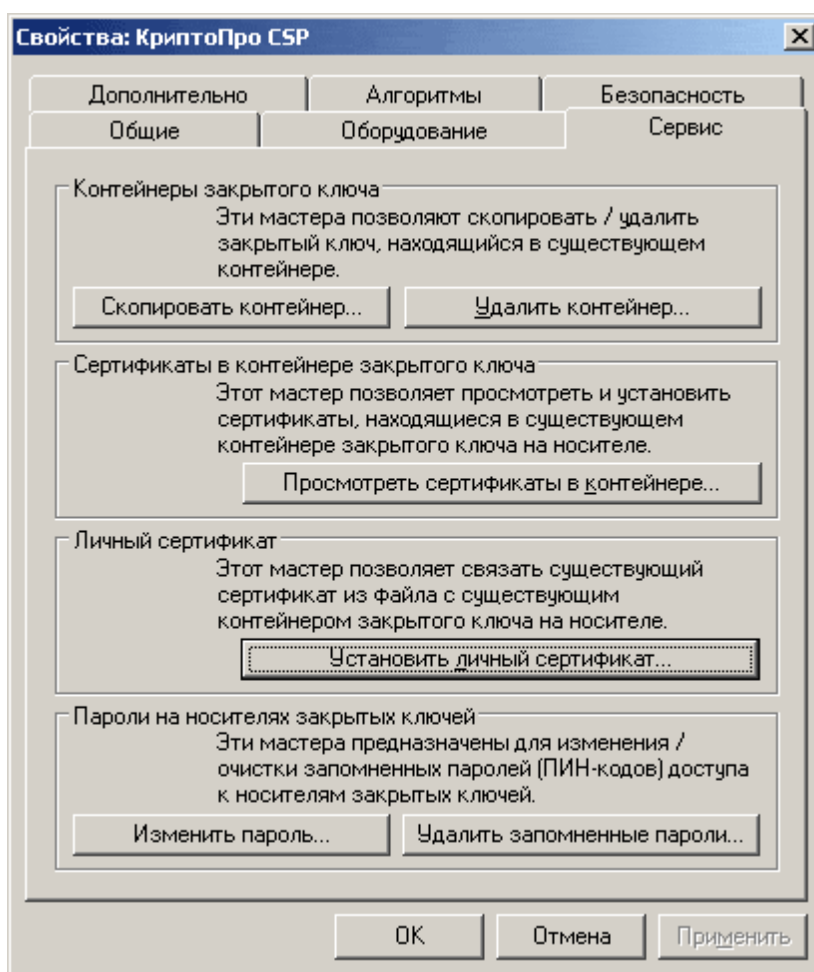 Свойства: КриптоПро CSP
Дополнительно Алгоритмы Безопасность
Общие Оборудование Сервис
Контейнеры закрытого ключа
Эти мастера позволяют скопировать / удалить
закрытый ключ, находящийся в существующем
контейнере.
Скопировать контейнер... Удалить контейнер...
Сертификаты в контейнере закрытого ключа
Этот мастер позволяет просмотреть и установить
сертификаты, находящиеся в существующем
контейнере закрытого ключа на носителе.
Просмотреть сертификаты в контейнере...
Личный сертификат
Этот мастер позволяет связать существующий
сертификат из файла с существующим
контейнером закрытого ключа на носителе.
Установить личный сертификат...
Пароли на носителях закрытых ключей
Эти мастера предназначены для изменения /
очистки запомненных паролей (ПИН-кодов) доступа
к носителям закрытых ключей.
Изменить пароль... Удалить запомненные пароли...
OK Отмена Применить